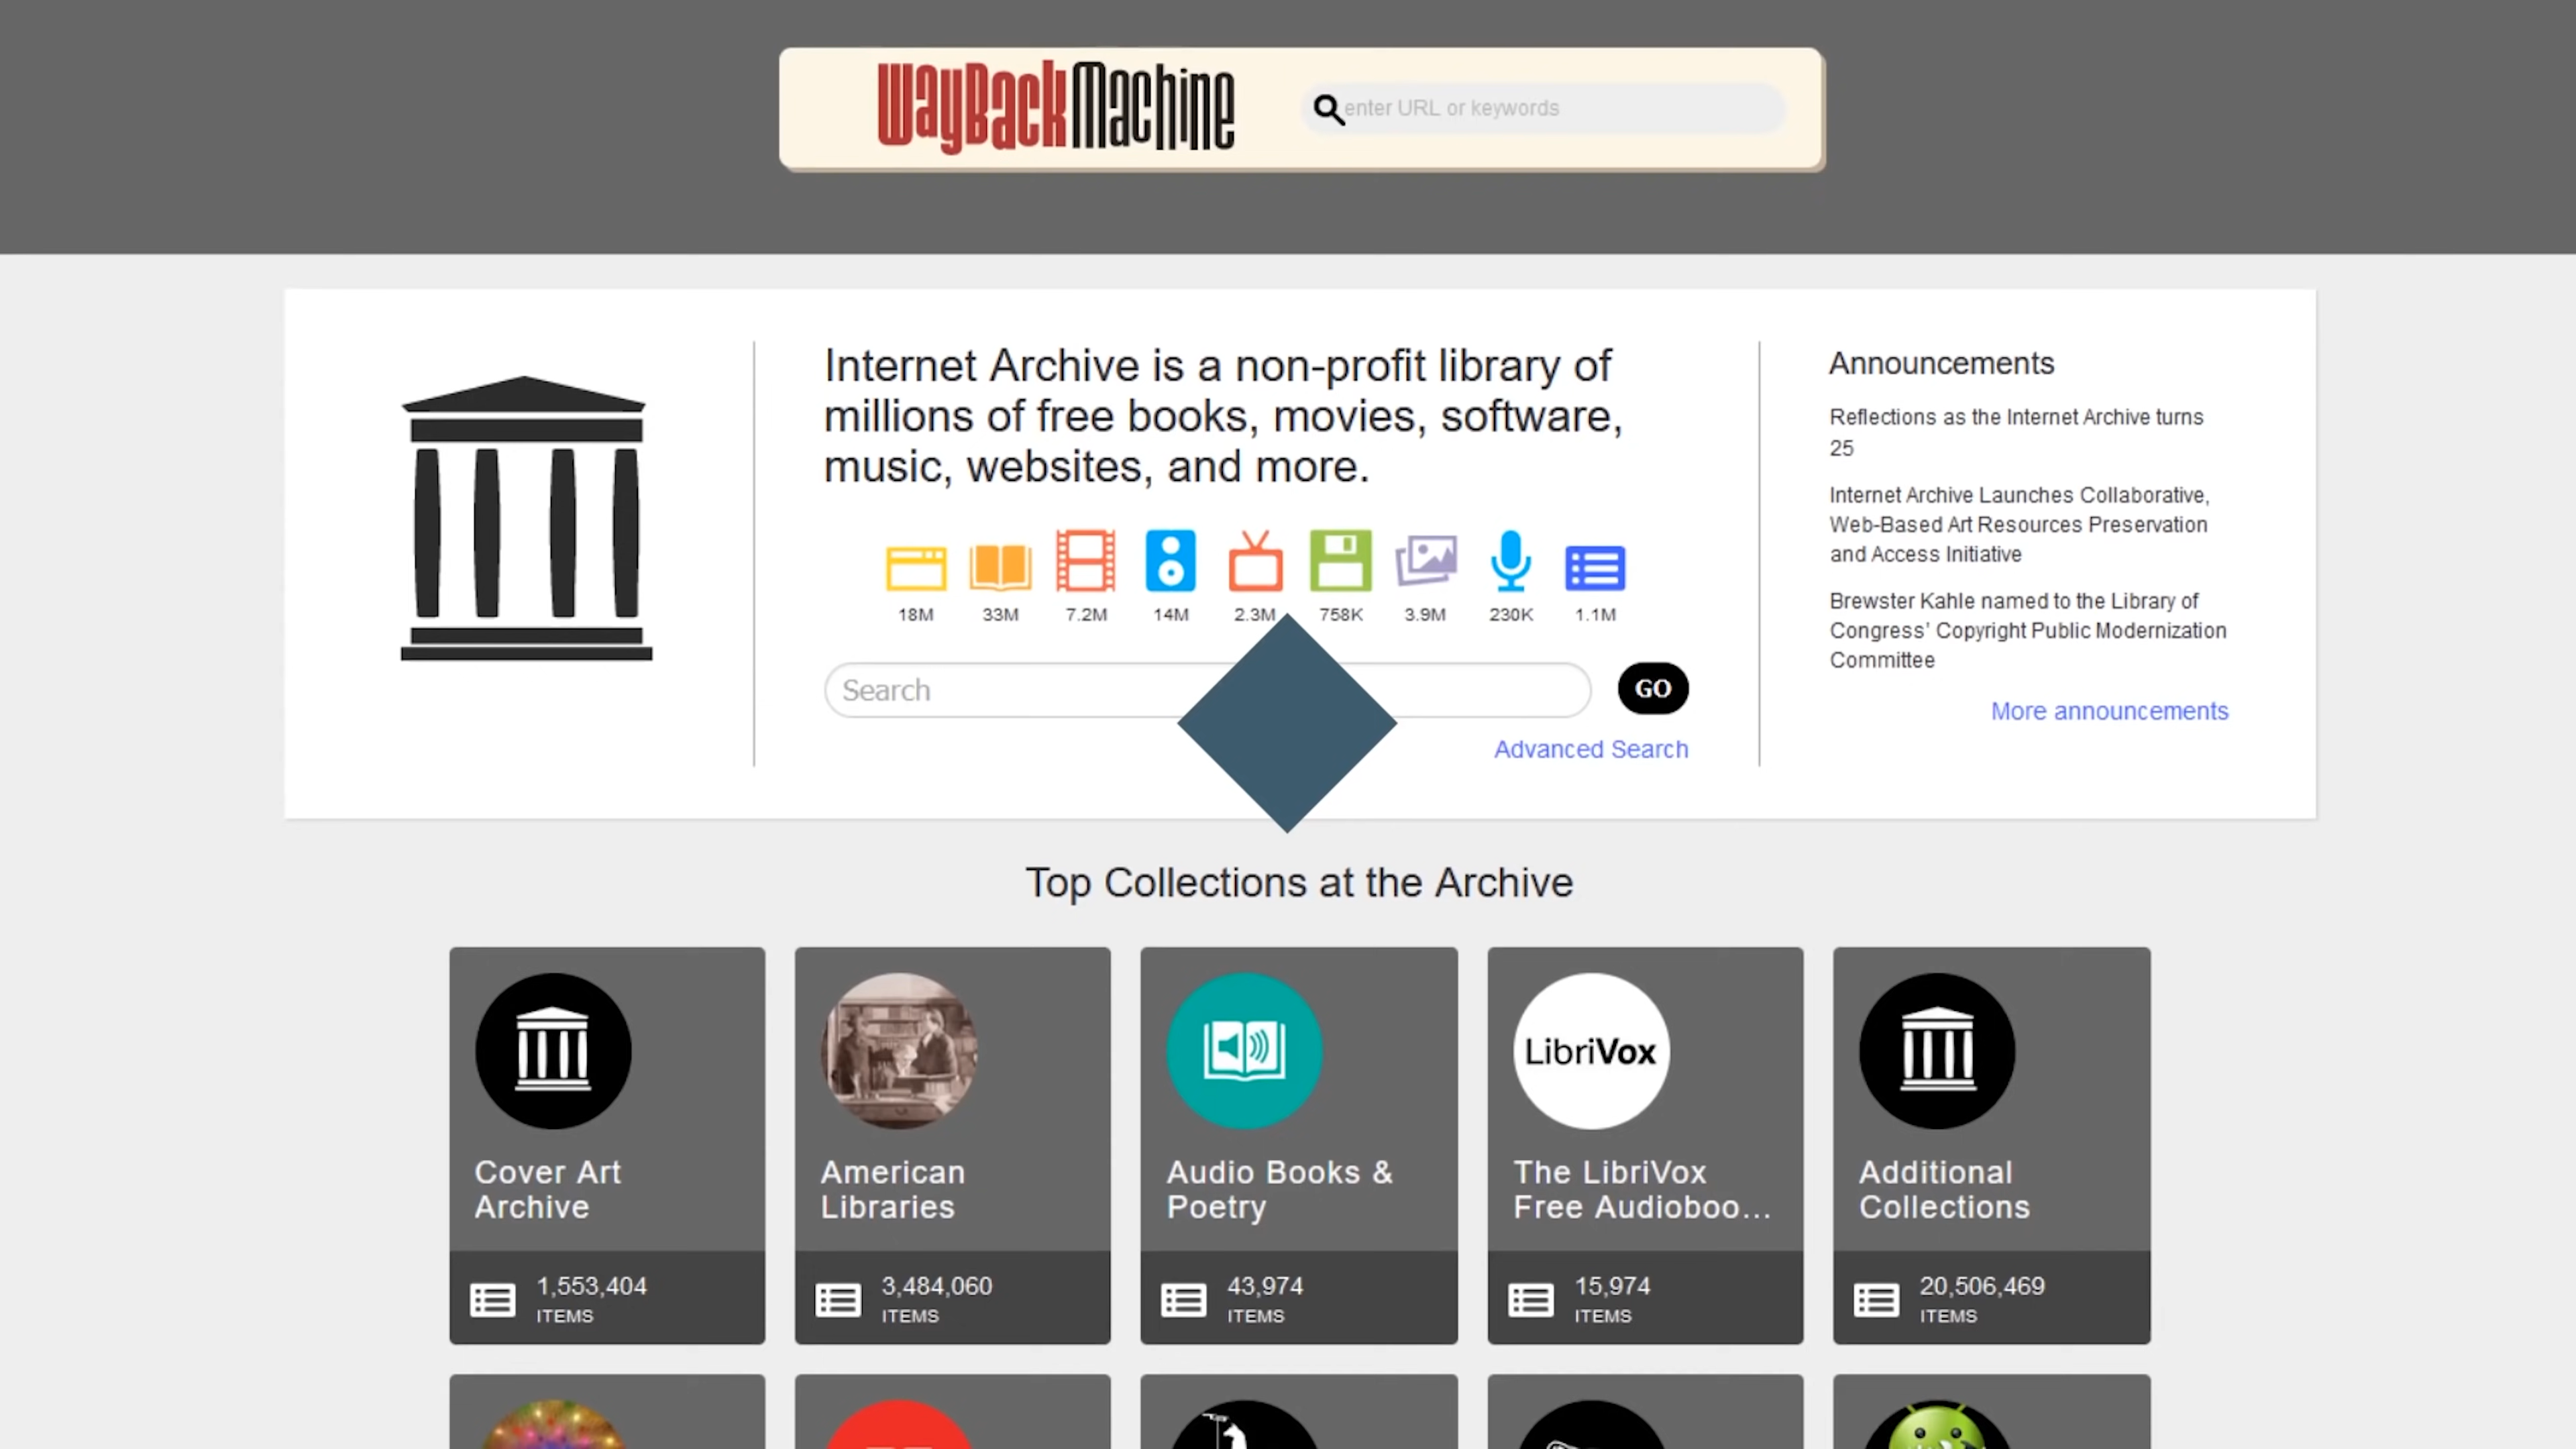 WayBackMachine
enter URL or keywords
Internet Archive is a non-profit library of
millions of free books, movies, software,
music, websites, and more.
18M 33M 7.2M 14M 2.3M 758K 3.9M 230K 1.1M
Search
GO
Advanced Search
Announcements
Reflections as the Internet Archive turns
25
Internet Archive Launches Collaborative,
Web-Based Art Resources Preservation
and Access Initiative
Brewster Kahle named to the Library of
Congress' Copyright Public Modernization
Committee
More announcements
Top Collections at the Archive
Cover Art
Archive
1,553,404
ITEMS
American
Libraries
3,484,060
ITEMS
Audio Books &
Poetry
43,974
ITEMS
LibriVox
The LibriVox
Free Audioboo...
15,974
ITEMS
Additional
Collections
20,506,469
ITEMS